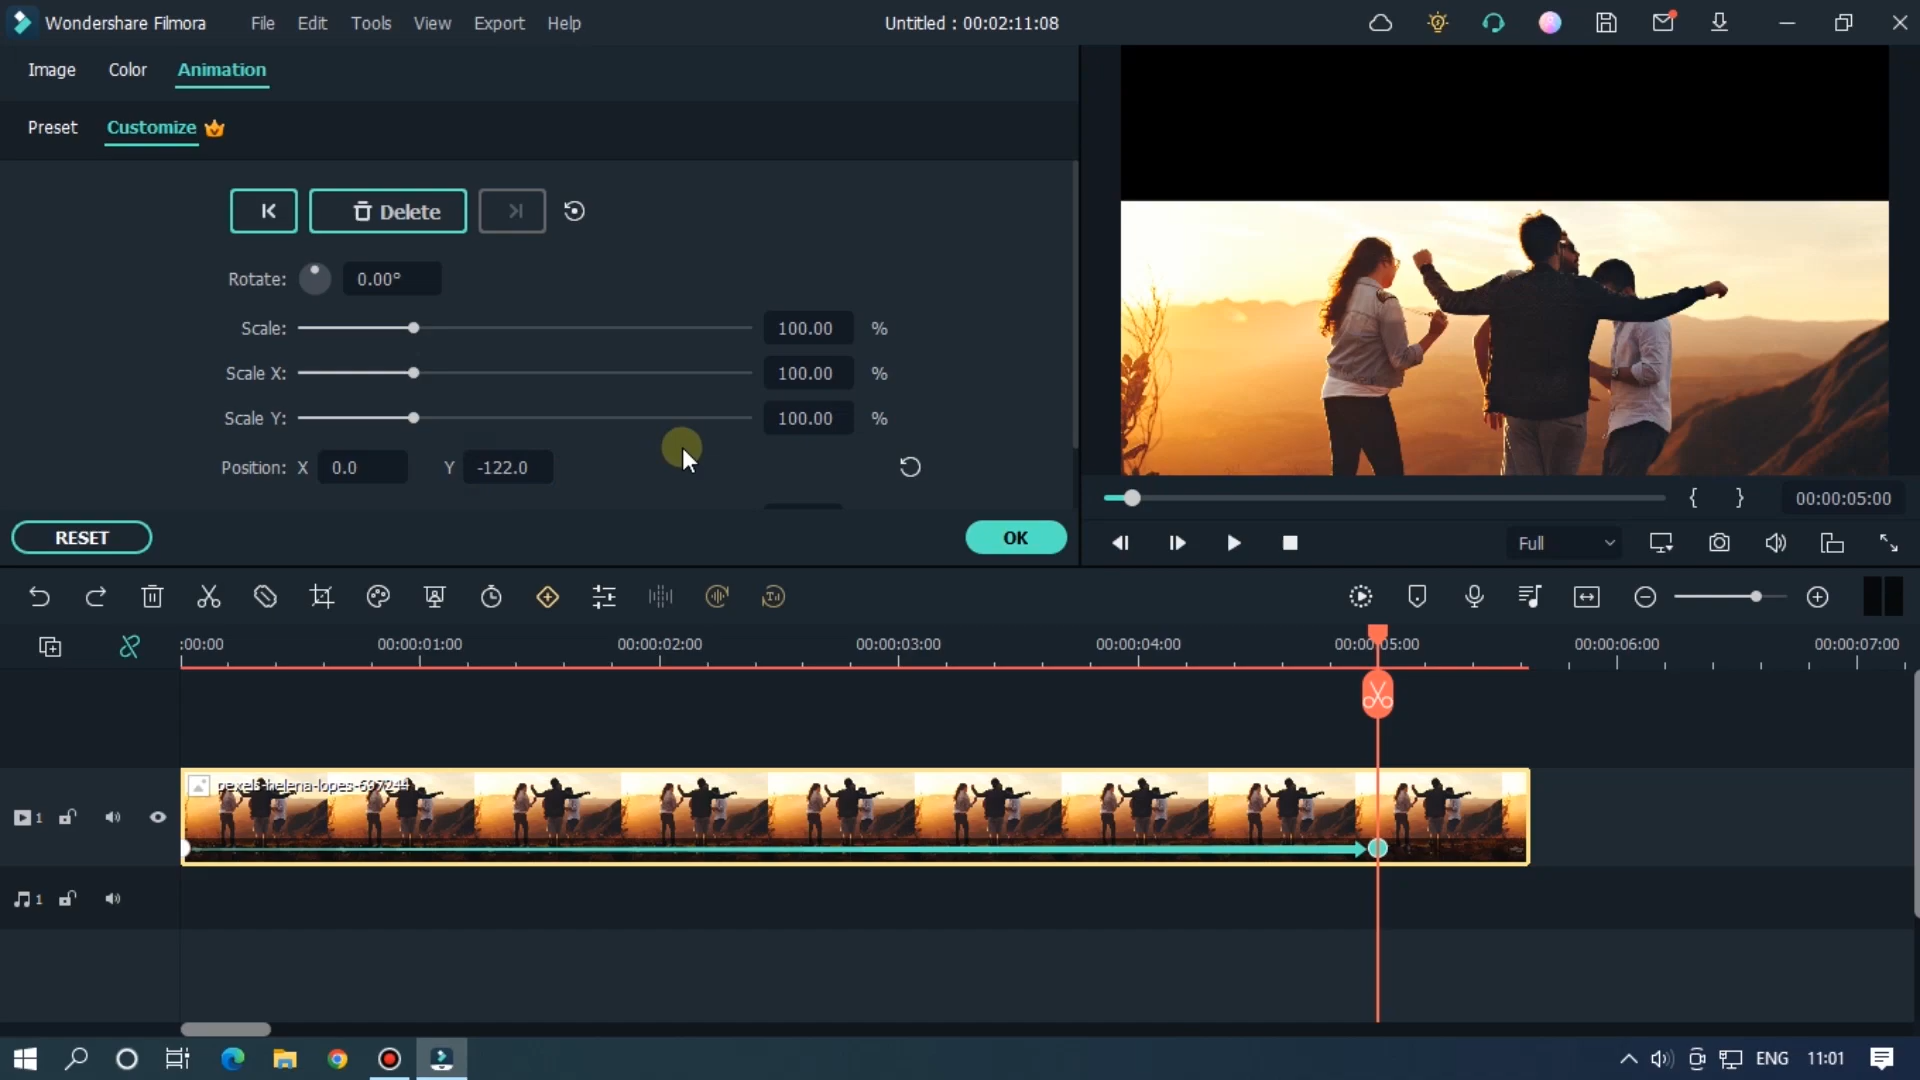 Wondershare Filmora File Edit Tools View Export Help Untitled : 00:02:11:08
Image Color Animation
Preset Customize
Delete
Rotate: 0.00°
Scale: 100.00 %
Scale X: 100.00 %
Scale Y: 100.00 %
Position: X 0.0 Y -122.0
00:00:05:00
RESET OK
Full
:00:00 00:00:01:00 00:00:02:00 00:00:03:00 00:00:04:00 00:00:05:00 00:00:06:00 00:00:07:00
pexels-helena-lopes-697244
1
1
ENG 11:01